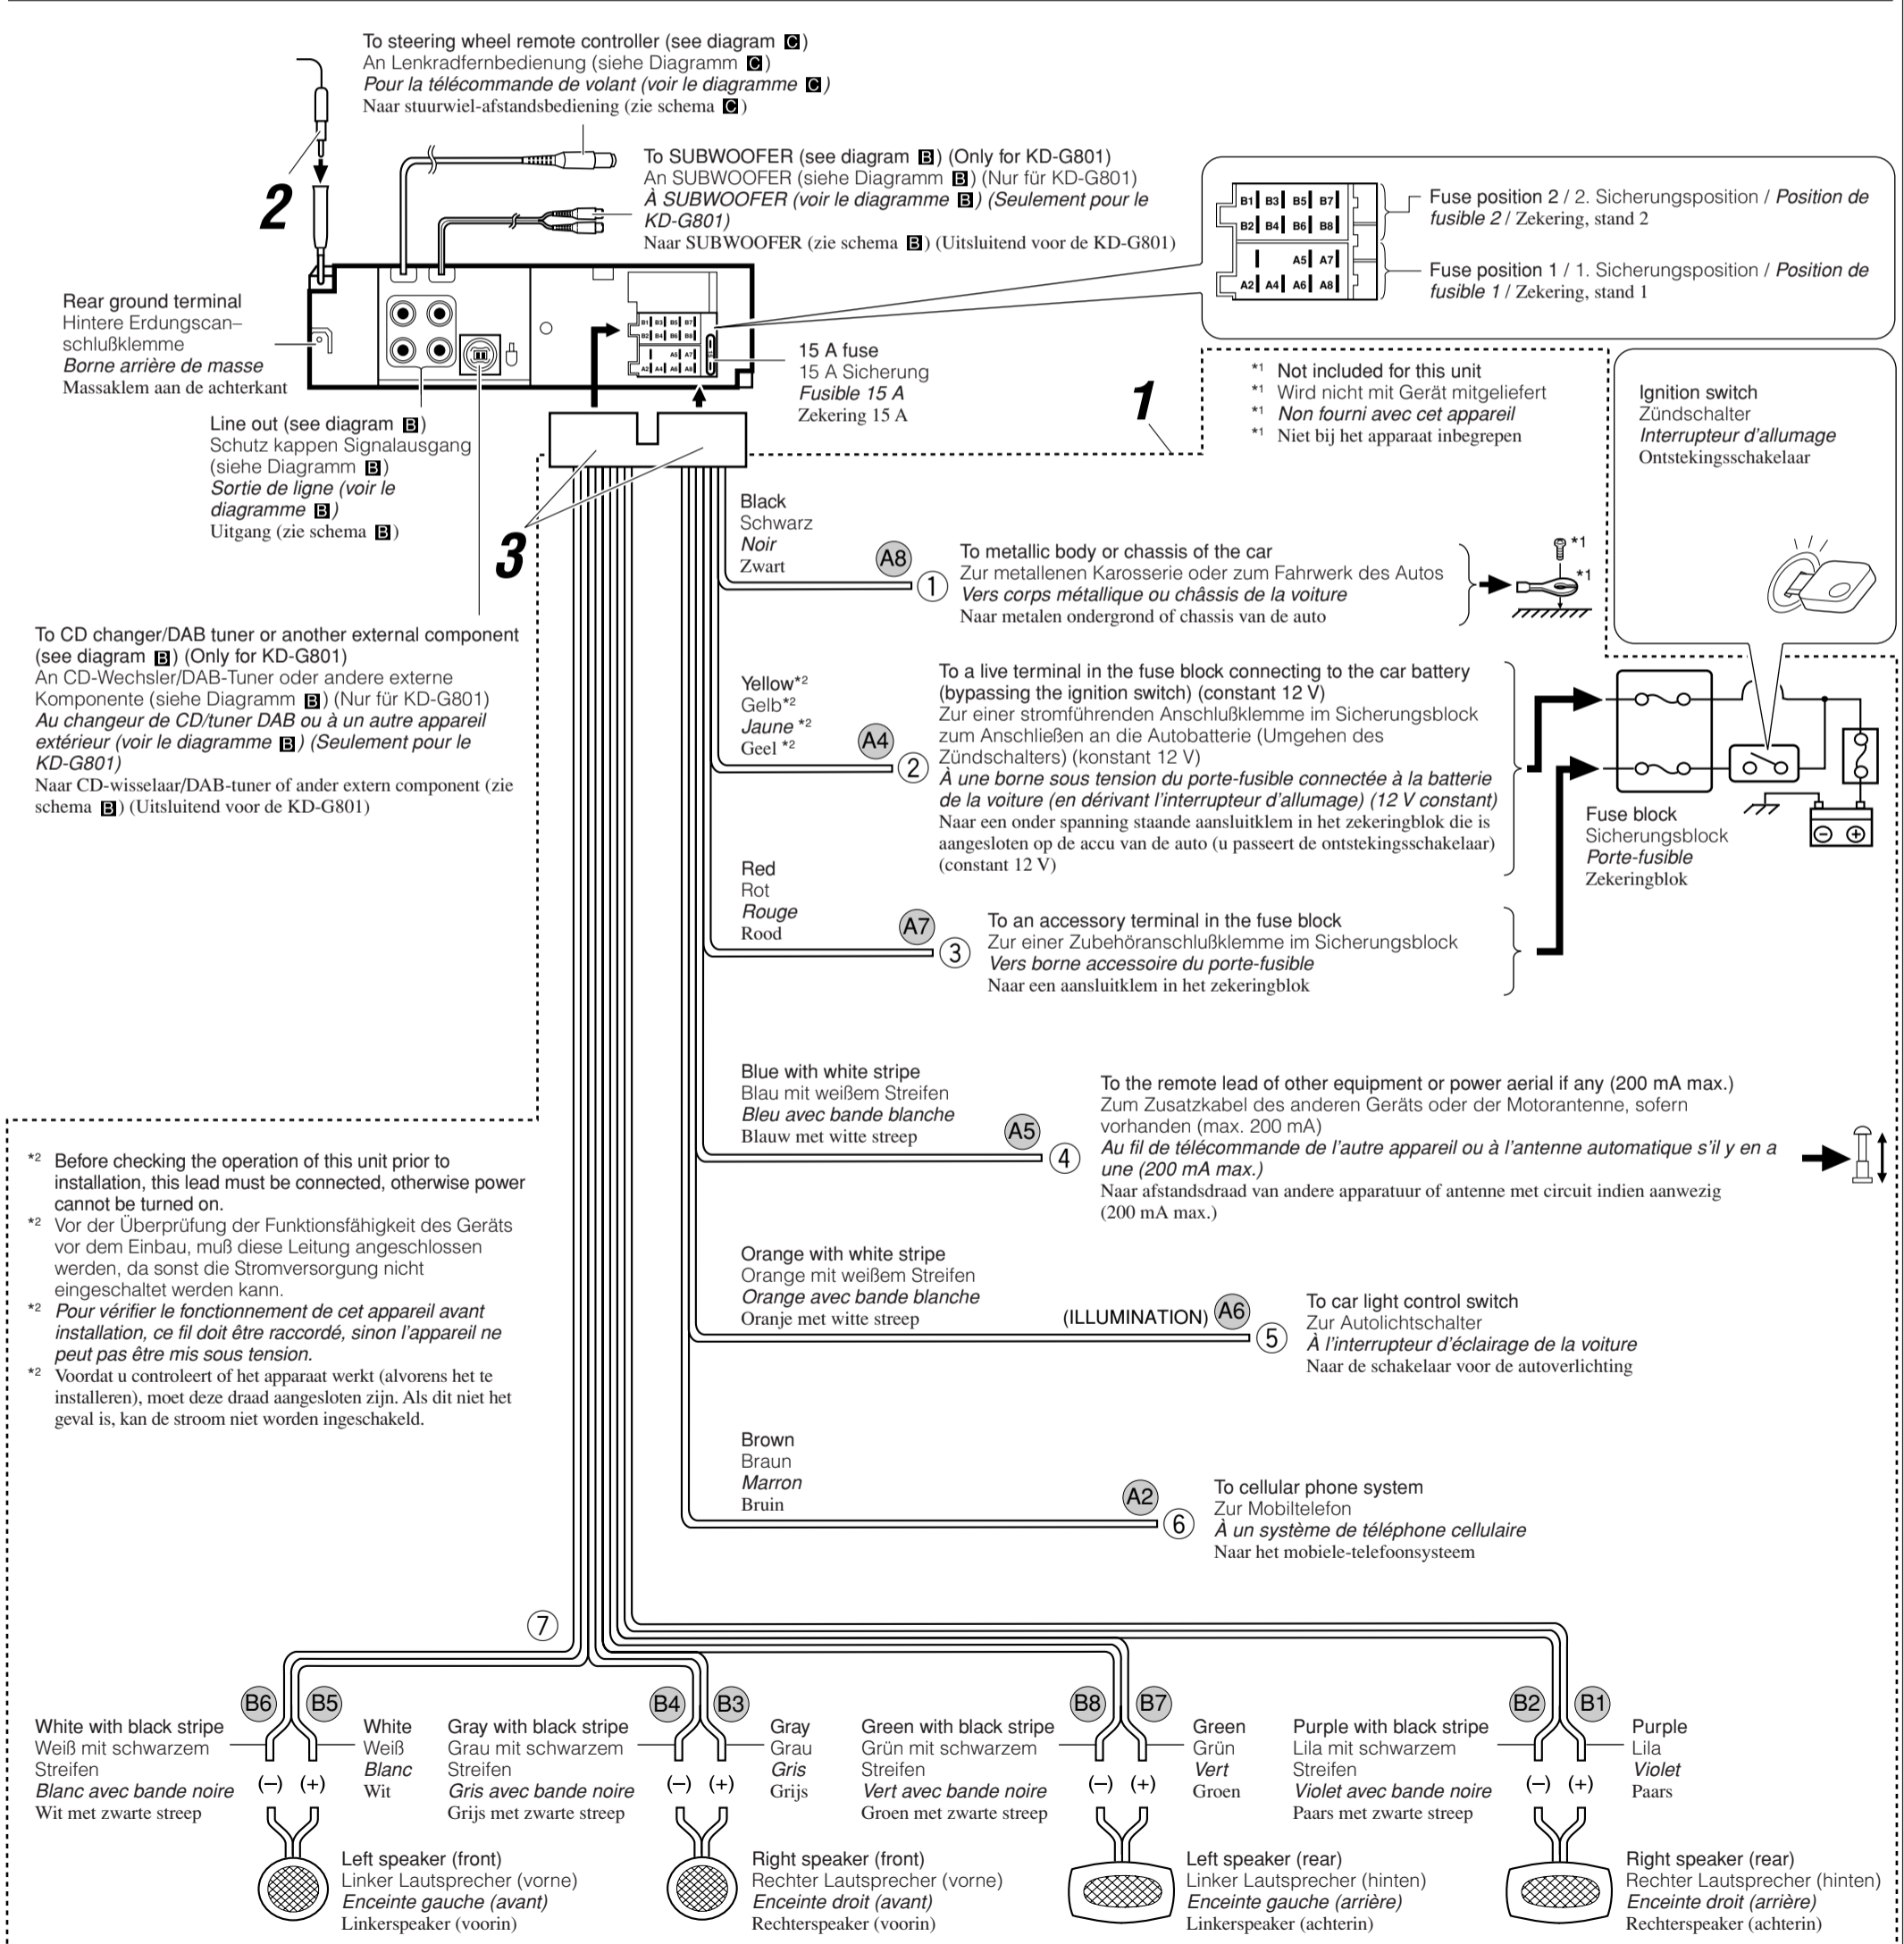 To steering wheel remote controller (see diagram C)
An Lenkradfernbedienung (siehe Diagramm C)
Pour la télécommande de volant (voir le diagramme C)
Naar stuurwiel-afstandsbediening (zie schema C)
2
To SUBWOOFER (see diagram B) (Only for KD-G801)
An SUBWOOFER (siehe Diagramm B) (Nur für KD-G801)
À SUBWOOFER (voir le diagramme B) (Seulement pour le
KD-G801)
Naar SUBWOOFER (zie schema B) (Uitsluitend voor de KD-G801)
B1 B3 B5 B7
B2 B4 B6 B8
A5 A7
A2 A4 A6 A8
Fuse position 2 / 2. Sicherungsposition / Position de
fusible 2 / Zekering, stand 2
Fuse position 1 / 1. Sicherungsposition / Position de
fusible 1 / Zekering, stand 1
Rear ground terminal
Hintere Erdungscan–
schlußklemme
Borne arrière de masse
Massaklem aan de achterkant
B1 B3 B5 B7
B2 B4 B6 B8
A5 A7
A2 A4 A6 A8
15 A fuse
15 A Sicherung
Fusible 15 A
Zekering 15 A
1
*1 Not included for this unit
*1 Wird nicht mit Gerät mitgeliefert
*1 Non fourni avec cet appareil
*1 Niet bij het apparaat inbegrepen
Ignition switch
Zündschalter
Interrupteur d'allumage
Ontstekingsschakelaar
Line out (see diagram B)
Schutz kappen Signalausgang
(siehe Diagramm B)
Sortie de ligne (voir le
diagramme B)
Uitgang (zie schema B)
3
Black
Schwarz
Noir
Zwart
A8
1
To metallic body or chassis of the car
Zur metallenen Karosserie oder zum Fahrwerk des Autos
Vers corps métallique ou châsis de la voiture
Naar metalen ondergrond of chassis van de auto
*1
*1
To CD changer/DAB tuner or another external component
(see diagram B) (Only for KD-G801)
An CD-Wechsler/DAB-Tuner oder andere externe
Komponente (siehe Diagramm B) (Nur für KD-G801)
Au changeur de CD/tuner DAB ou à un autre appareil
extérieur (voir le diagramme B) (Seulement pour le
KD-G801)
Naar CD-wisselaar/DAB-tuner of ander extern component (zie
schema B) (Uitsluitend voor de KD-G801)
Yellow*2
Gelb*2
Jaune *2
Geel *2
A4
2
To a live terminal in the fuse block connecting to the car battery
(bypassing the ignition switch) (constant 12 V)
Zur einer stromführenden Anschlußklemme im Sicherungsblock
zum Anschließen an die Autobatterie (Umgehen des
Zündschalters) (konstant 12 V)
À une borne sous tension du porte-fusible connectée à la batterie
de la voiture (en dérivant l'interrupteur d'allumage) (12 V constant)
Naar een onder spanning staande aansluitklem in het zekeringblok die is
aangesloten op de accu van de auto (u passeert de ontstekingsschakelaar)
(constant 12 V)
Fuse block
Sicherungsblock
Porte-fusible
Zekeringblok
Red
Rot
Rouge
Rood
A7
3
To an accessory terminal in the fuse block
Zur einer Zubehöranschlußklemme im Sicherungsblock
Vers borne accessoire du porte-fusible
Naar een aansluitklem in het zekeringblok
Blue with white stripe
Blau mit weißem Streifen
Bleu avec bande blanche
Blauw met witte streep
A5
4
To the remote lead of other equipment or power aerial if any (200 mA max.)
Zum Zusatzkabel des anderen Geräts oder der Motorantenne, sofern
vorhanden (max. 200 mA)
Au fil de télécommande de l'autre appareil ou à l'antenne automatique s'il y en a
une (200 mA max.)
Naar afstandsdraad van andere apparatuur of antenne met circuit indien aanwezig
(200 mA max.)
*2 Before checking the operation of this unit prior to
installation, this lead must be connected, otherwise power
cannot be turned on.
*2 Vor der Überprüfung der Funktionsfähigkeit des Geräts
vor dem Einbau, muß diese Leitung angeschlossen
werden, da sonst die Stromversorgung nicht
eingeschaltet werden kann.
*2 Pour vérifier le fonctionnement de cet appareil avant
installation, ce fil doit être raccordé, sinon l'appareil ne
peut pas être mis sous tension.
*2 Voordat u controleert of het apparaat werkt (alvorens het te
installeren), moet deze draad aangesloten zijn. Als dit niet het
geval is, kan de stroom niet worden ingeschakeld.
Orange with white stripe
Orange mit weißem Streifen
Orange avec bande blanche
Oranje met witte streep
(ILLUMINATION) A6
5
To car light control switch
Zur Autolichtschalter
À l'interrupteur d'éclairage de la voiture
Naar de schakelaar voor de autoverlichting
Brown
Braun
Marron
Bruin
A2
6
To cellular phone system
Zur Mobiltelefon
À un système de téléphone cellulaire
Naar het mobiele-telefoonsysteem
7
B6 B5
White with black stripe
Weiß mit schwarzem
Streifen
Blanc avec bande noire
Wit met zwarte streep
(–) (+)
White
Weiß
Blanc
Wit
Left speaker (front)
Linker Lautsprecher (vorne)
Enceinte gauche (avant)
Linkerspeaker (voorin)
B4 B3
Gray with black stripe
Grau mit schwarzem
Streifen
Gris avec bande noire
Grijs met zwarte streep
(–) (+)
Gray
Grau
Gris
Grijs
Right speaker (front)
Rechter Lautsprecher (vorne)
Enceinte droit (avant)
Rechterspeaker (voorin)
B8 B7
Green with black stripe
Grün mit schwarzem
Streifen
Vert avec bande noire
Groen met zwarte streep
(–) (+)
Green
Grün
Vert
Groen
Left speaker (rear)
Linker Lautsprecher (hinten)
Enceinte gauche (arrière)
Linkerspeaker (achterin)
B2 B1
Purple with black stripe
Lila mit schwarzem
Streifen
Violet avec bande noire
Paars met zwarte streep
(–) (+)
Purple
Lila
Violet
Paars
Right speaker (rear)
Rechter Lautsprecher (hinten)
Enceinte droit (arrière)
Rechterspeaker (achterin)